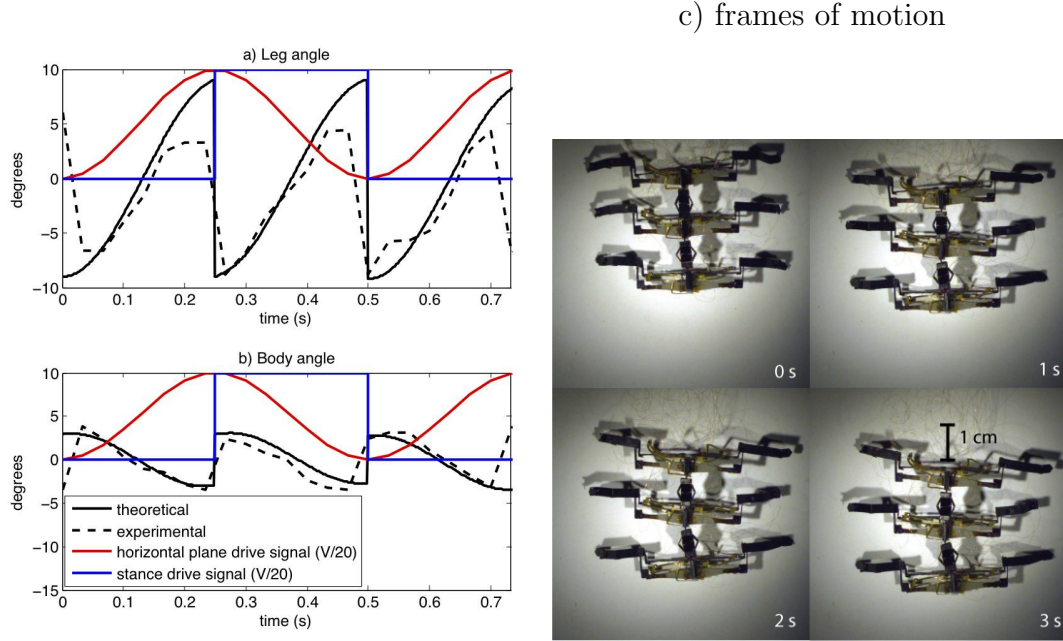 c) frames of motion
a) Leg angle
10
5
0
−5
−10
degrees
0 0.1 0.2 0.3 0.4 0.5 0.6 0.7
time (s)
b) Body angle
10
5
0
−5
−10
−15
degrees
theoretical
experimental
horizontal plane drive signal (V/20)
stance drive signal (V/20)
0 0.1 0.2 0.3 0.4 0.5 0.6 0.7
time (s)
0 s
1 s
1 cm
2 s
3 s